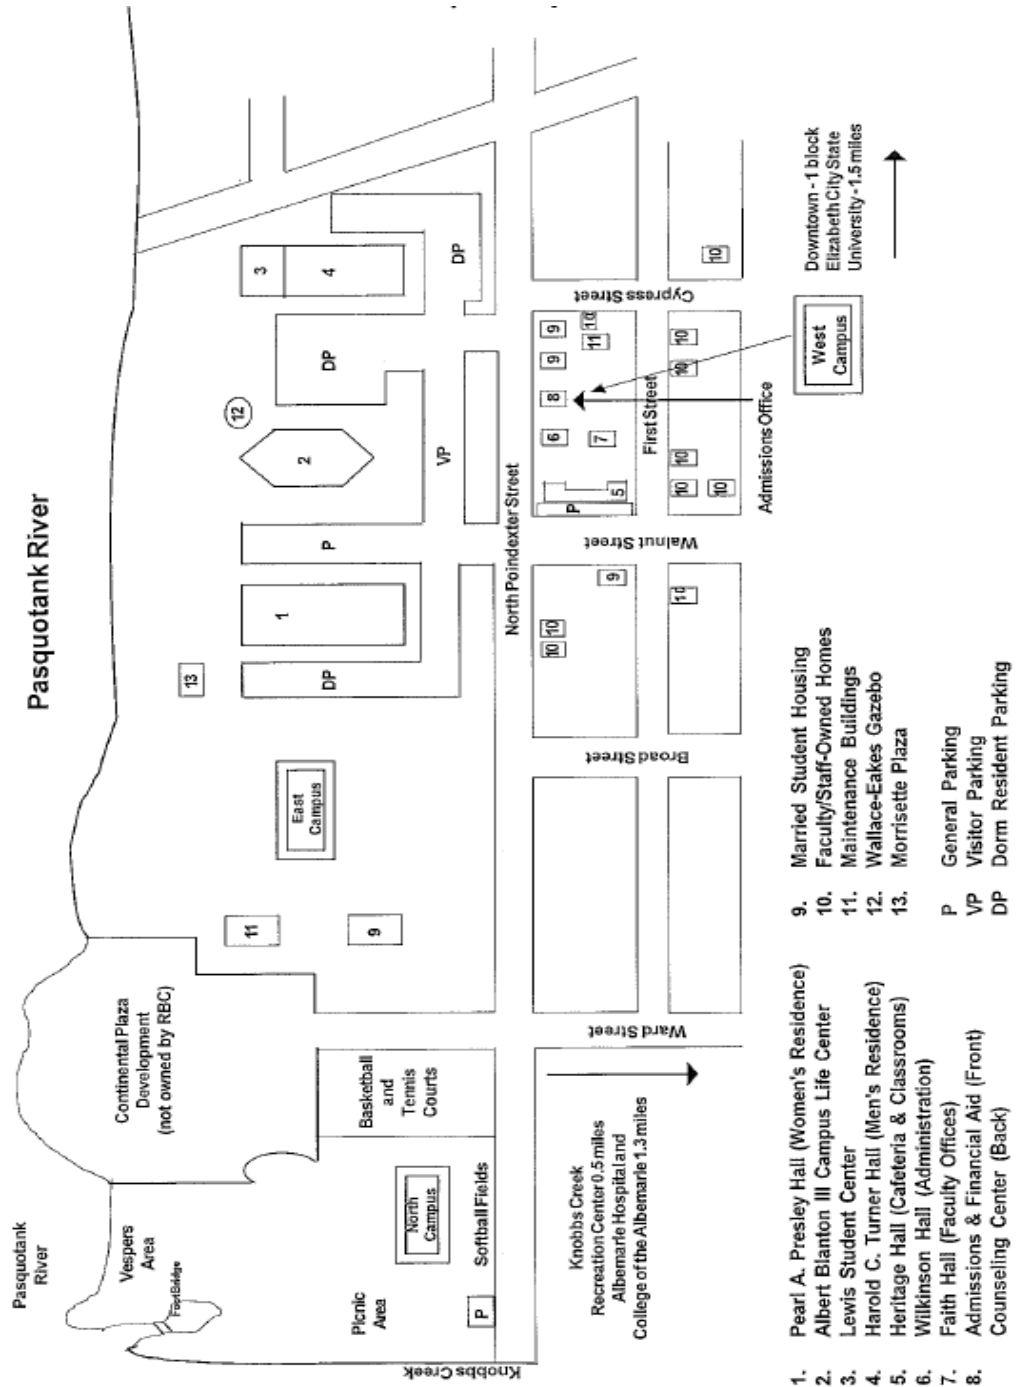 Pasquotank River
Pasquotank
River
Vespers
Area
FootBridge
Continental Plaza
Development
(not owned by RBC)
Picnic
Area
P
North
Campus
Softball Fields
Basketball
and
Tennis
Courts
Knobbs Creek
11
9
East
Campus
13
DP
1
P
2
12
VP
DP
3
4
DP
North Poindexter Street
Ward Street
Broad Street
Walnut Street
Cypress Street
First Street
10
10
9
10
P
5
6
7
8
9
9
11
10
10
10
10
10
10
10
Admissions Office
West
Campus
Knobbs Creek
Recreation Center 0.5 miles
Albemarle Hospital and
College of the Albemarle 1.3 miles
Downtown - 1 block
Elizabeth City State
University - 1.5 miles
1. Pearl A. Presley Hall (Women's Residence)
2. Albert Blanton III Campus Life Center
3. Lewis Student Center
4. Harold C. Turner Hall (Men's Residence)
5. Heritage Hall (Cafeteria & Classrooms)
6. Wilkinson Hall (Administration)
7. Faith Hall (Faculty Offices)
8. Admissions & Financial Aid (Front)
Counseling Center (Back)
9. Married Student Housing
10. Faculty/Staff-Owned Homes
11. Maintenance Buildings
12. Wallace-Eakes Gazebo
13. Morrisette Plaza
P General Parking
VP Visitor Parking
DP Dorm Resident Parking